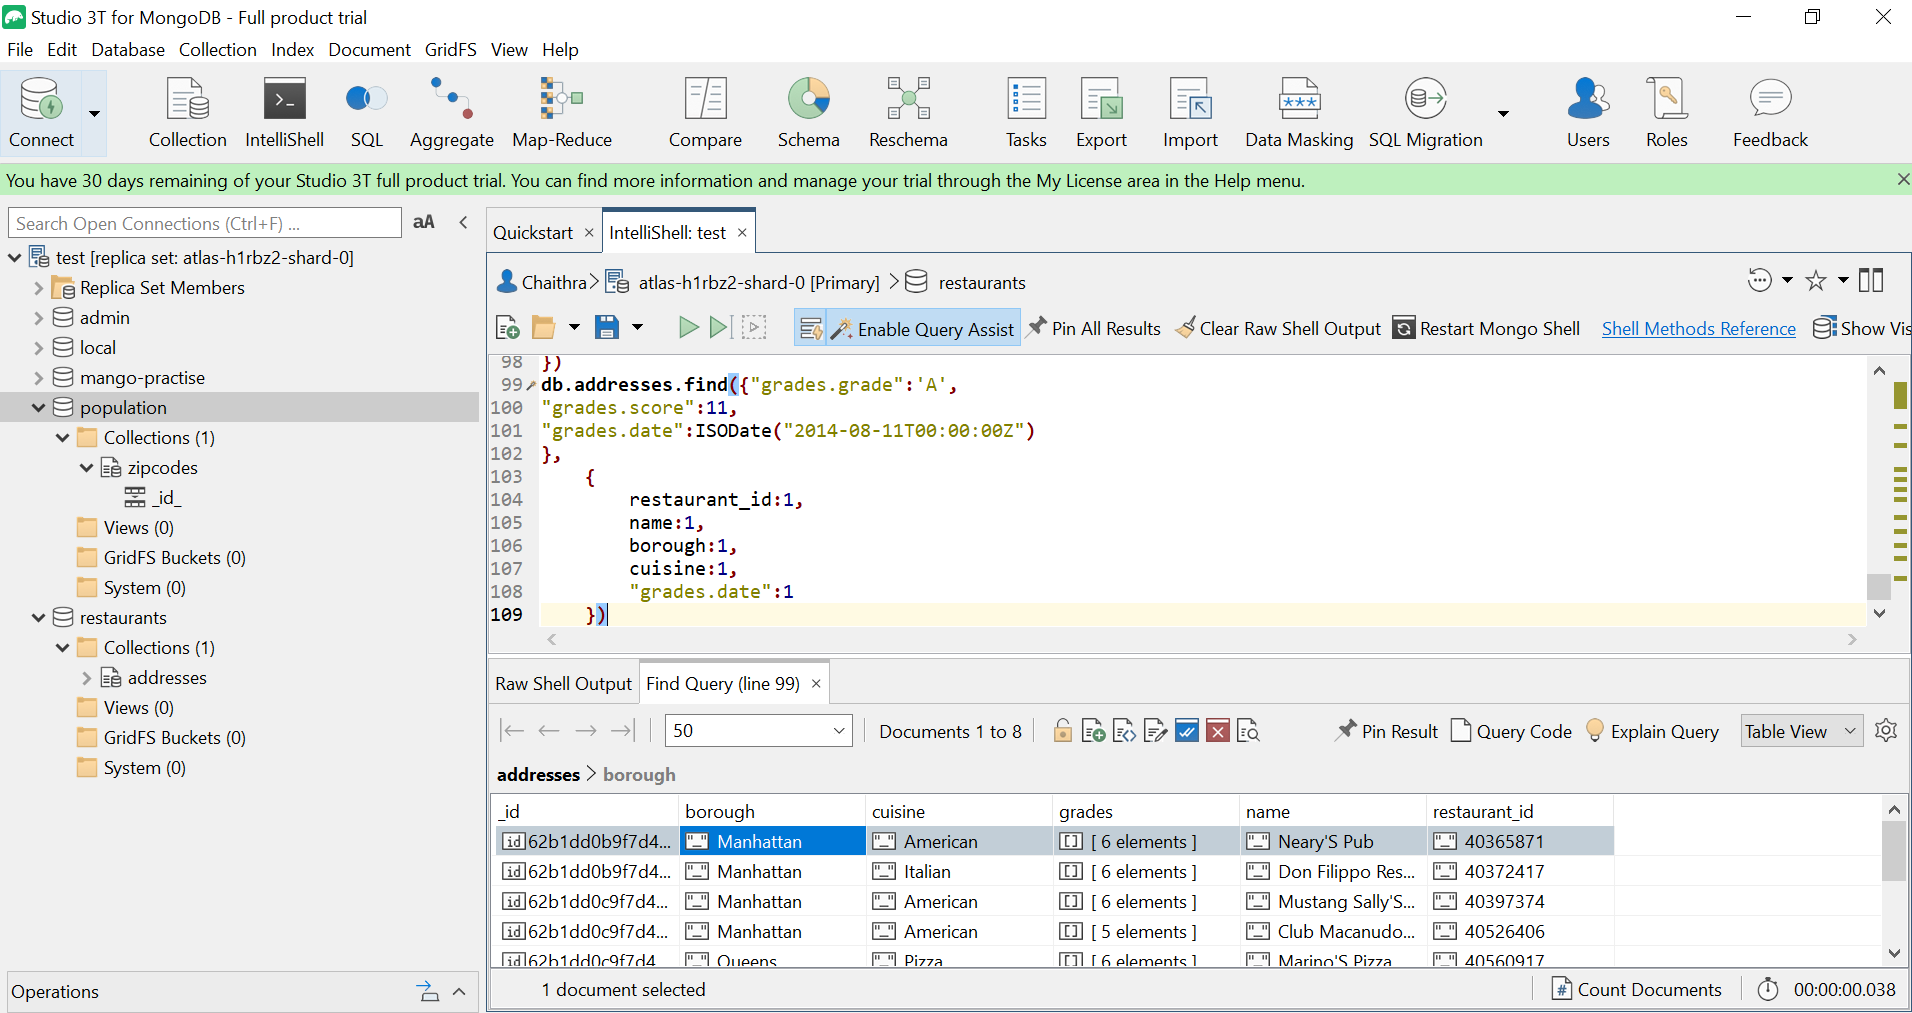 Studio 3T for MongoDB - Full product trial
File Edit Database Collection Index Document GridFS View Help
Connect Collection IntelliShell SQL Aggregate Map-Reduce Compare Schema Reschema Tasks Export Import Data Masking SQL Migration Users Roles Feedback
You have 30 days remaining of your Studio 3T full product trial. You can find more information and manage your trial through the My License area in the Help menu.
Search Open Connections (Ctrl+F) ... aA
test [replica set: atlas-h1rbz2-shard-0]
Replica Set Members
admin
local
mango-practise
population
Collections (1)
zipcodes
_id_
Views (0)
GridFS Buckets (0)
System (0)
restaurants
Collections (1)
addresses
Views (0)
GridFS Buckets (0)
System (0)
Operations
Quickstart IntelliShell: test
Chaithra atlas-h1rbz2-shard-0 [Primary] restaurants
Enable Query Assist Pin All Results Clear Raw Shell Output Restart Mongo Shell Shell Methods Reference Show Vis
98 })
99 db.addresses.find({"grades.grade":'A',
100 "grades.score":11,
101 "grades.date":ISODate("2014-08-11T00:00:00Z")
102 },
103 {
104 restaurant_id:1,
105 name:1,
106 borough:1,
107 cuisine:1,
108 "grades.date":1
109 })
Raw Shell Output Find Query (line 99)
50 Documents 1 to 8 Pin Result Query Code Explain Query Table View
addresses > borough
_id borough cuisine grades name restaurant_id
62b1dd0b9f7d4... Manhattan American [ 6 elements ] Neary'S Pub 40365871
62b1dd0b9f7d4... Manhattan Italian [ 6 elements ] Don Filippo Res... 40372417
62b1dd0c9f7d4... Manhattan American [ 6 elements ] Mustang Sally'S... 40397374
62b1dd0c9f7d4... Manhattan American [ 5 elements ] Club Macanudo... 40526406
62b1dd0c9f7d4 Queens Pizza [ 6 elements ] Marino'S Pizza 40560917
1 document selected Count Documents 00:00:00.038